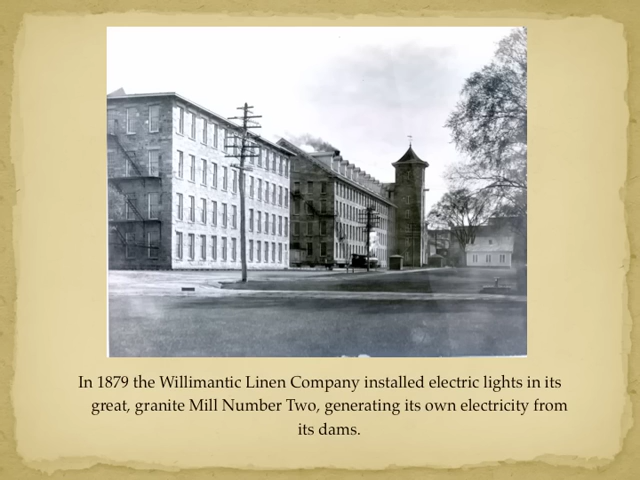 In 1879 the Willimantic Linen Company installed electric lights in its
great, granite Mill Number Two, generating its own electricity from
its dams.